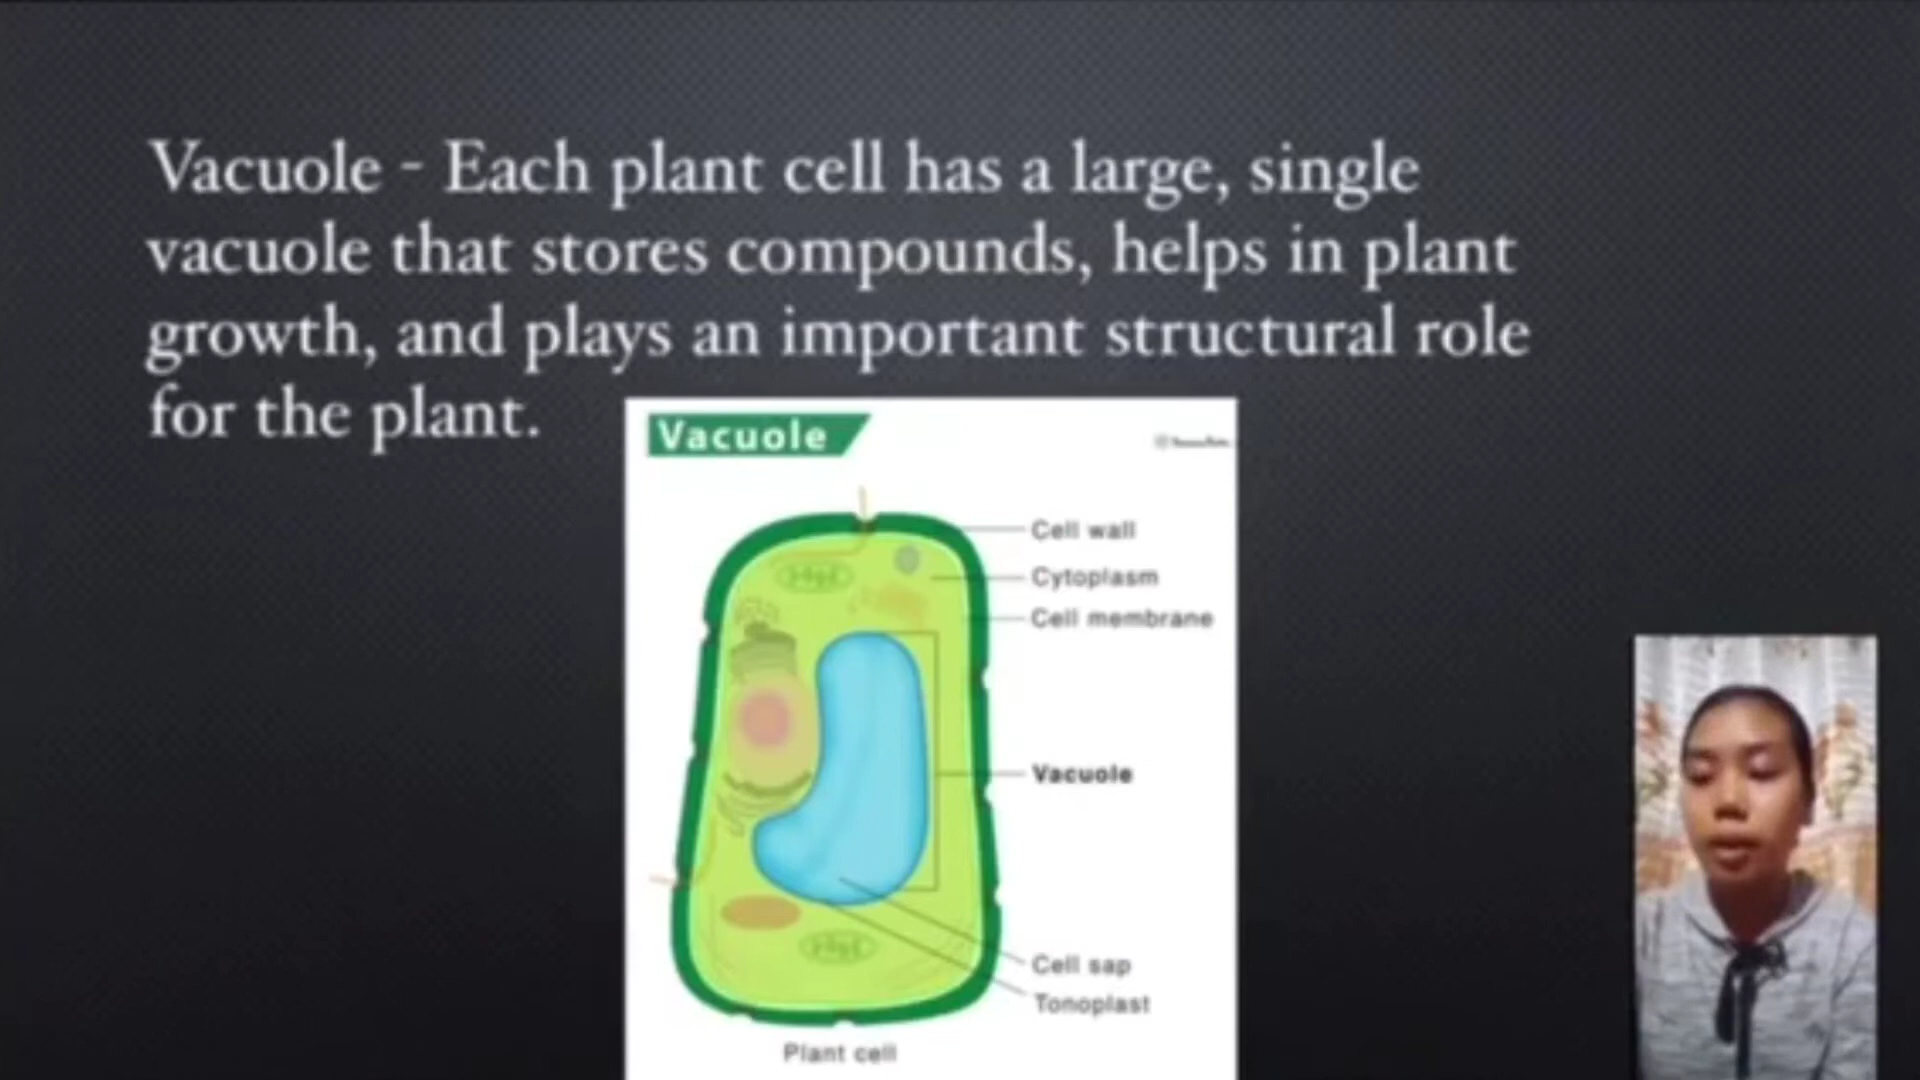 Vacuole - Each plant cell has a large, single
vacuole that stores compounds, helps in plant
growth, and plays an important structural role
for the plant.
Vacuole
Cell wall
Cytoplasm
Cell membrane
Vacuole
Cell sap
Tonoplast
Plant cell